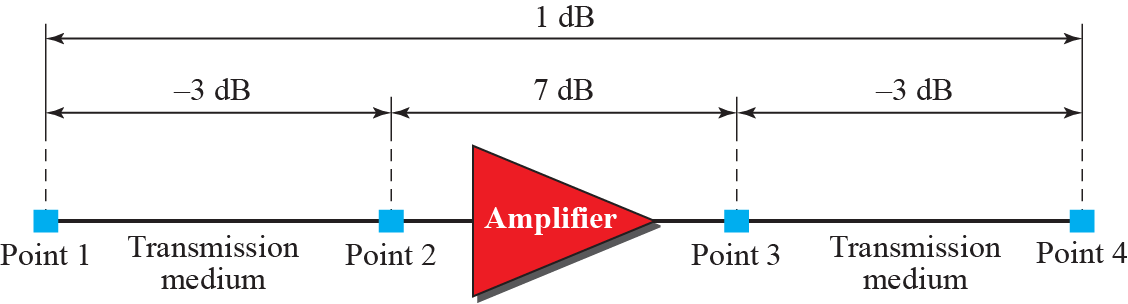 1 dB
–3 dB
7 dB
–3 dB
Amplifier
Point 1
Transmission
medium
Point 2
Point 3
Transmission
medium
Point 4